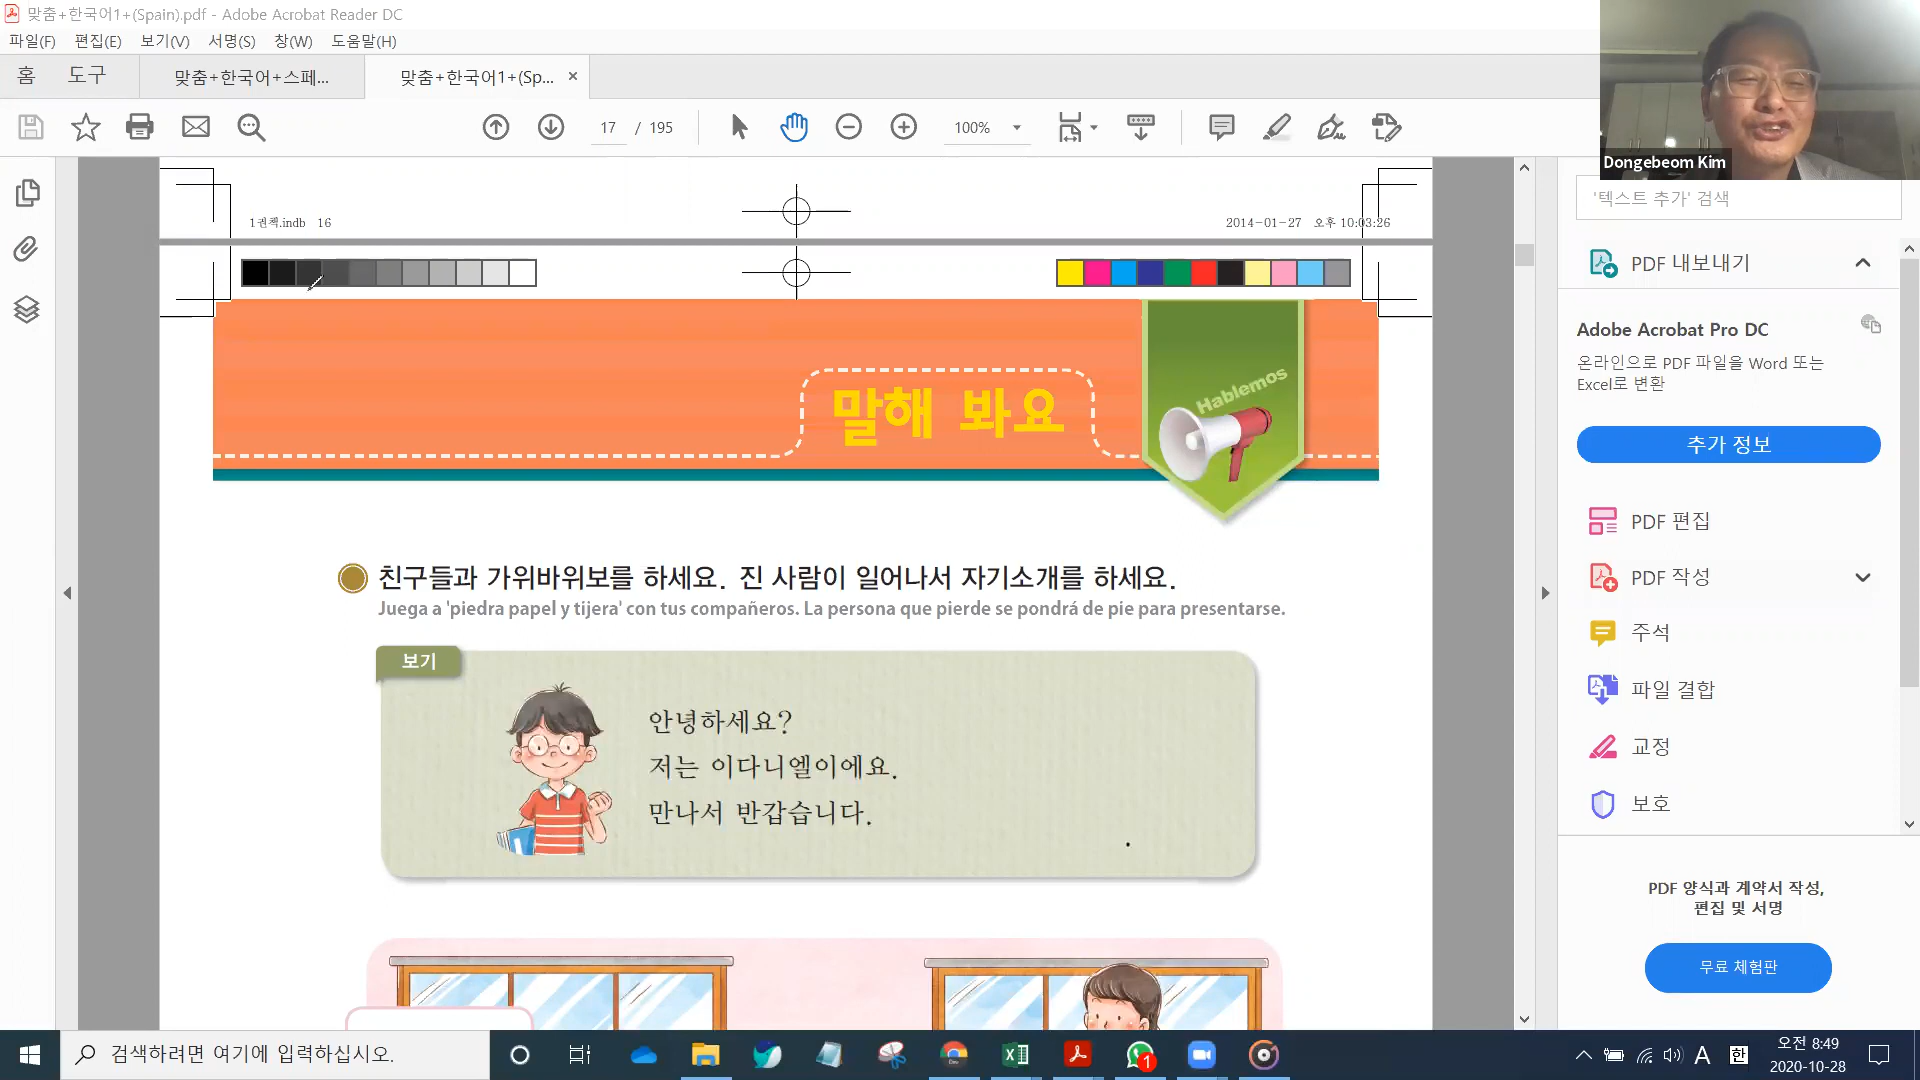 맞춤+한국어1+(Spain).pdf - Adobe Acrobat Reader DC
파일(F) 편집(E) 보기(V) 서명(S) 창(W) 도움말(H)
홈 도구 맞춤+한국어+스페... 맞춤+한국어1+(Sp... ×
17 / 195 100%
Dongebeom Kim
1권책.indb 16
2014-01-27 오후 10:03:26
말해 봐요
Hablemos
친구들과 가위바위보를 하세요. 진 사람이 일어나서 자기소개를 하세요.
Juega a 'piedra papel y tijera' con tus compañeros. La persona que pierde se pondrá de pie para presentarse.
보기
안녕하세요?
저는 이다니엘이에요.
만나서 반갑습니다.
'텍스트 추가' 검색
PDF 내보내기
Adobe Acrobat Pro DC
온라인으로 PDF 파일을 Word 또는
Excel로 변환
추가 정보
PDF 편집
PDF 작성
주석
파일 결합
교정
보호
PDF 양식과 계약서 작성,
편집 및 서명
무료 체험판
검색하려면 여기에 입력하십시오.
1
A 한
오전 8:49
2020-10-28